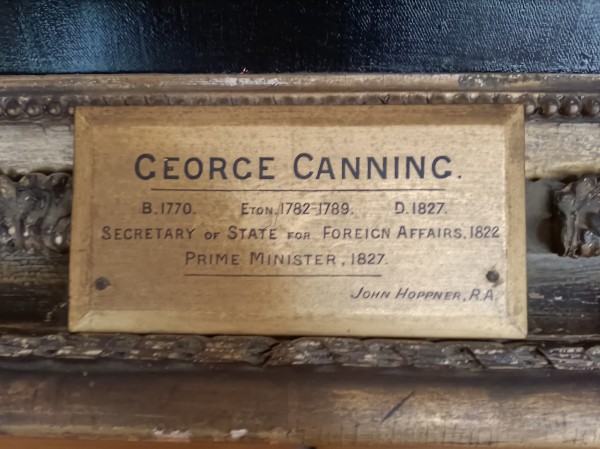 GEORGE CANNING.
B.1770. ETON.1782-1789. D.1827.
SECRETARY OF STATE FOR FOREIGN AFFAIRS.1822
PRIME MINISTER.1827.
JOHN HOPPNER, R.A.